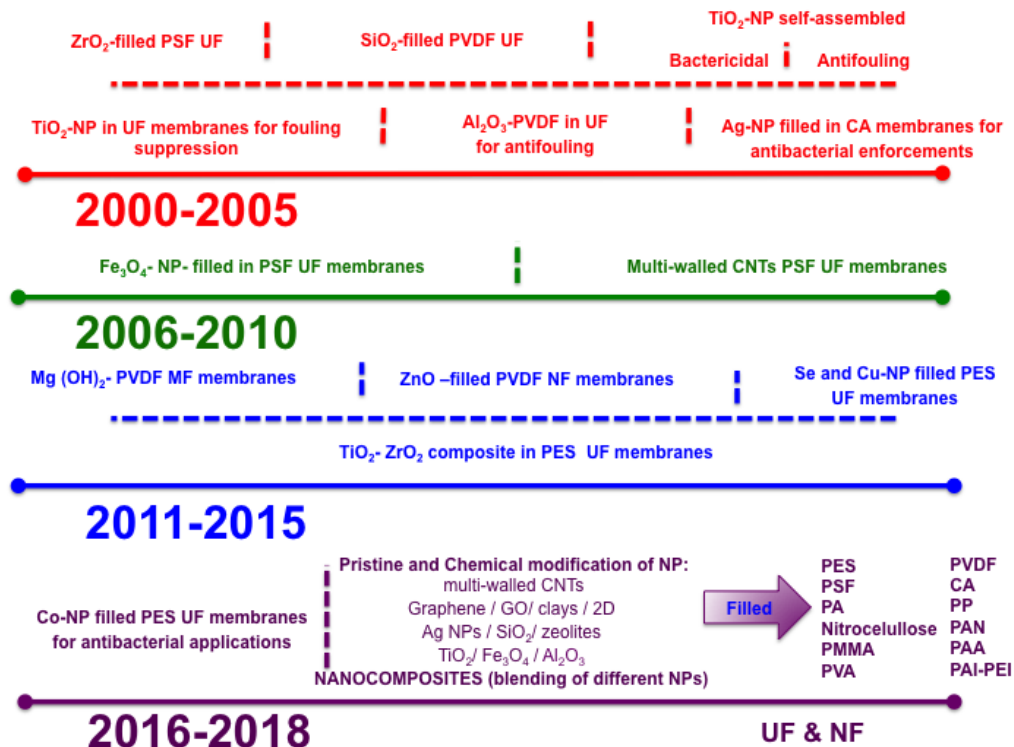 ZrO₂-filled PSF UF
SiO₂-filled PVDF UF
TiO₂-NP self-assembled
Bactericidal
Antifouling
TiO₂-NP in UF membranes for fouling
suppression
Al₂O₃-PVDF in UF
for antifouling
Ag-NP filled in CA membranes for
antibacterial enforcements
2000-2005
Fe₃O₄- NP- filled in PSF UF membranes
Multi-walled CNTs PSF UF membranes
2006-2010
Mg (OH)₂- PVDF MF membranes
ZnO –filled PVDF NF membranes
Se and Cu-NP filled PES
UF membranes
TiO₂- ZrO₂ composite in PES UF membranes
2011-2015
Co-NP filled PES UF membranes
for antibacterial applications
Pristine and Chemical modification of NP:
multi-walled CNTs
Graphene / GO/ clays / 2D
Ag NPs / SiO₂/ zeolites
TiO₂/ Fe₃O₄ / Al₂O₃
NANOCOMPOSITES (blending of different NPs)
Filled
PES
PSF
PA
Nitrocelullose
PMMA
PVA
PVDF
CA
PP
PAN
PAA
PAI-PEI
2016-2018
UF & NF